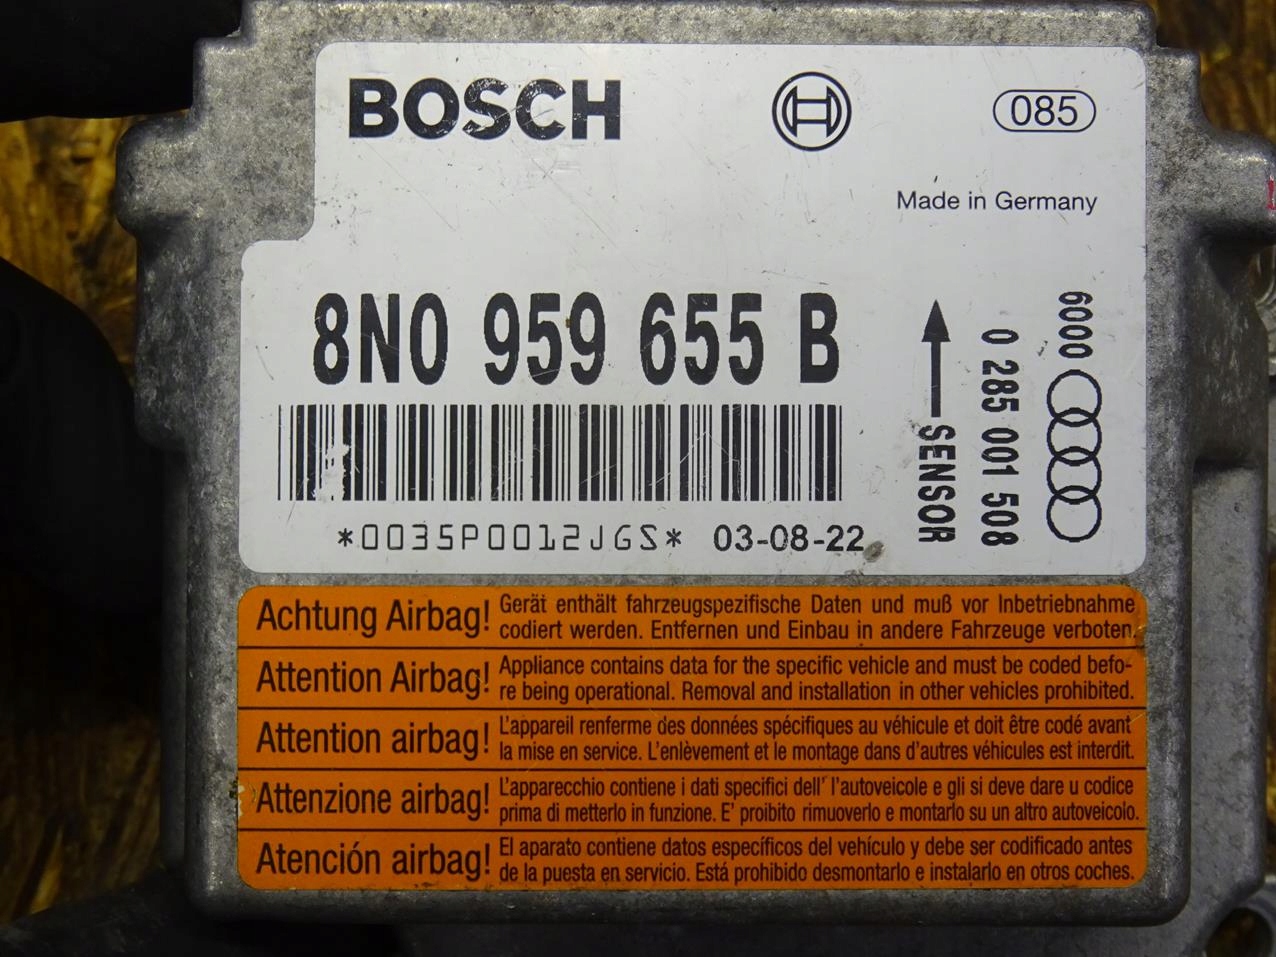 BOSCH
085
Made in Germany
8N0 959 655 B
*0035P0012JGS* 03-08-22
SENSOR
0 285 001 508
6000
Achtung Airbag! Gerät enthält fahrzeugspezifische Daten und muß vor Inbetriebnahme
codiert werden. Entfernen und Einbau in andere Fahrzeuge verboten.
Attention Airbag! Appliance contains data for the specific vehicle and must be coded befo-
re being operational. Removal and installation in other vehicles prohibited.
Attention airbag! L'appareil renferme des données spécifiques au véhicule et doit être codé avant
la mise en service. L'enlèvement et le montage dans d'autres véhicules est interdit.
Attenzione airbag! L'apparecchio contiene i dati specifici dell' l'autoveicole e gli si deve dare u codice
prima di metterlo in funzione. E' proibito rimuoverlo e montarlo su un altro autoveicolo.
Atención airbag! El aparato contiene datos específicos del vehículo y debe ser codificado antes
de la puesta en servicio. Está prohibido desmontarlo e instalarlo en otros coches.